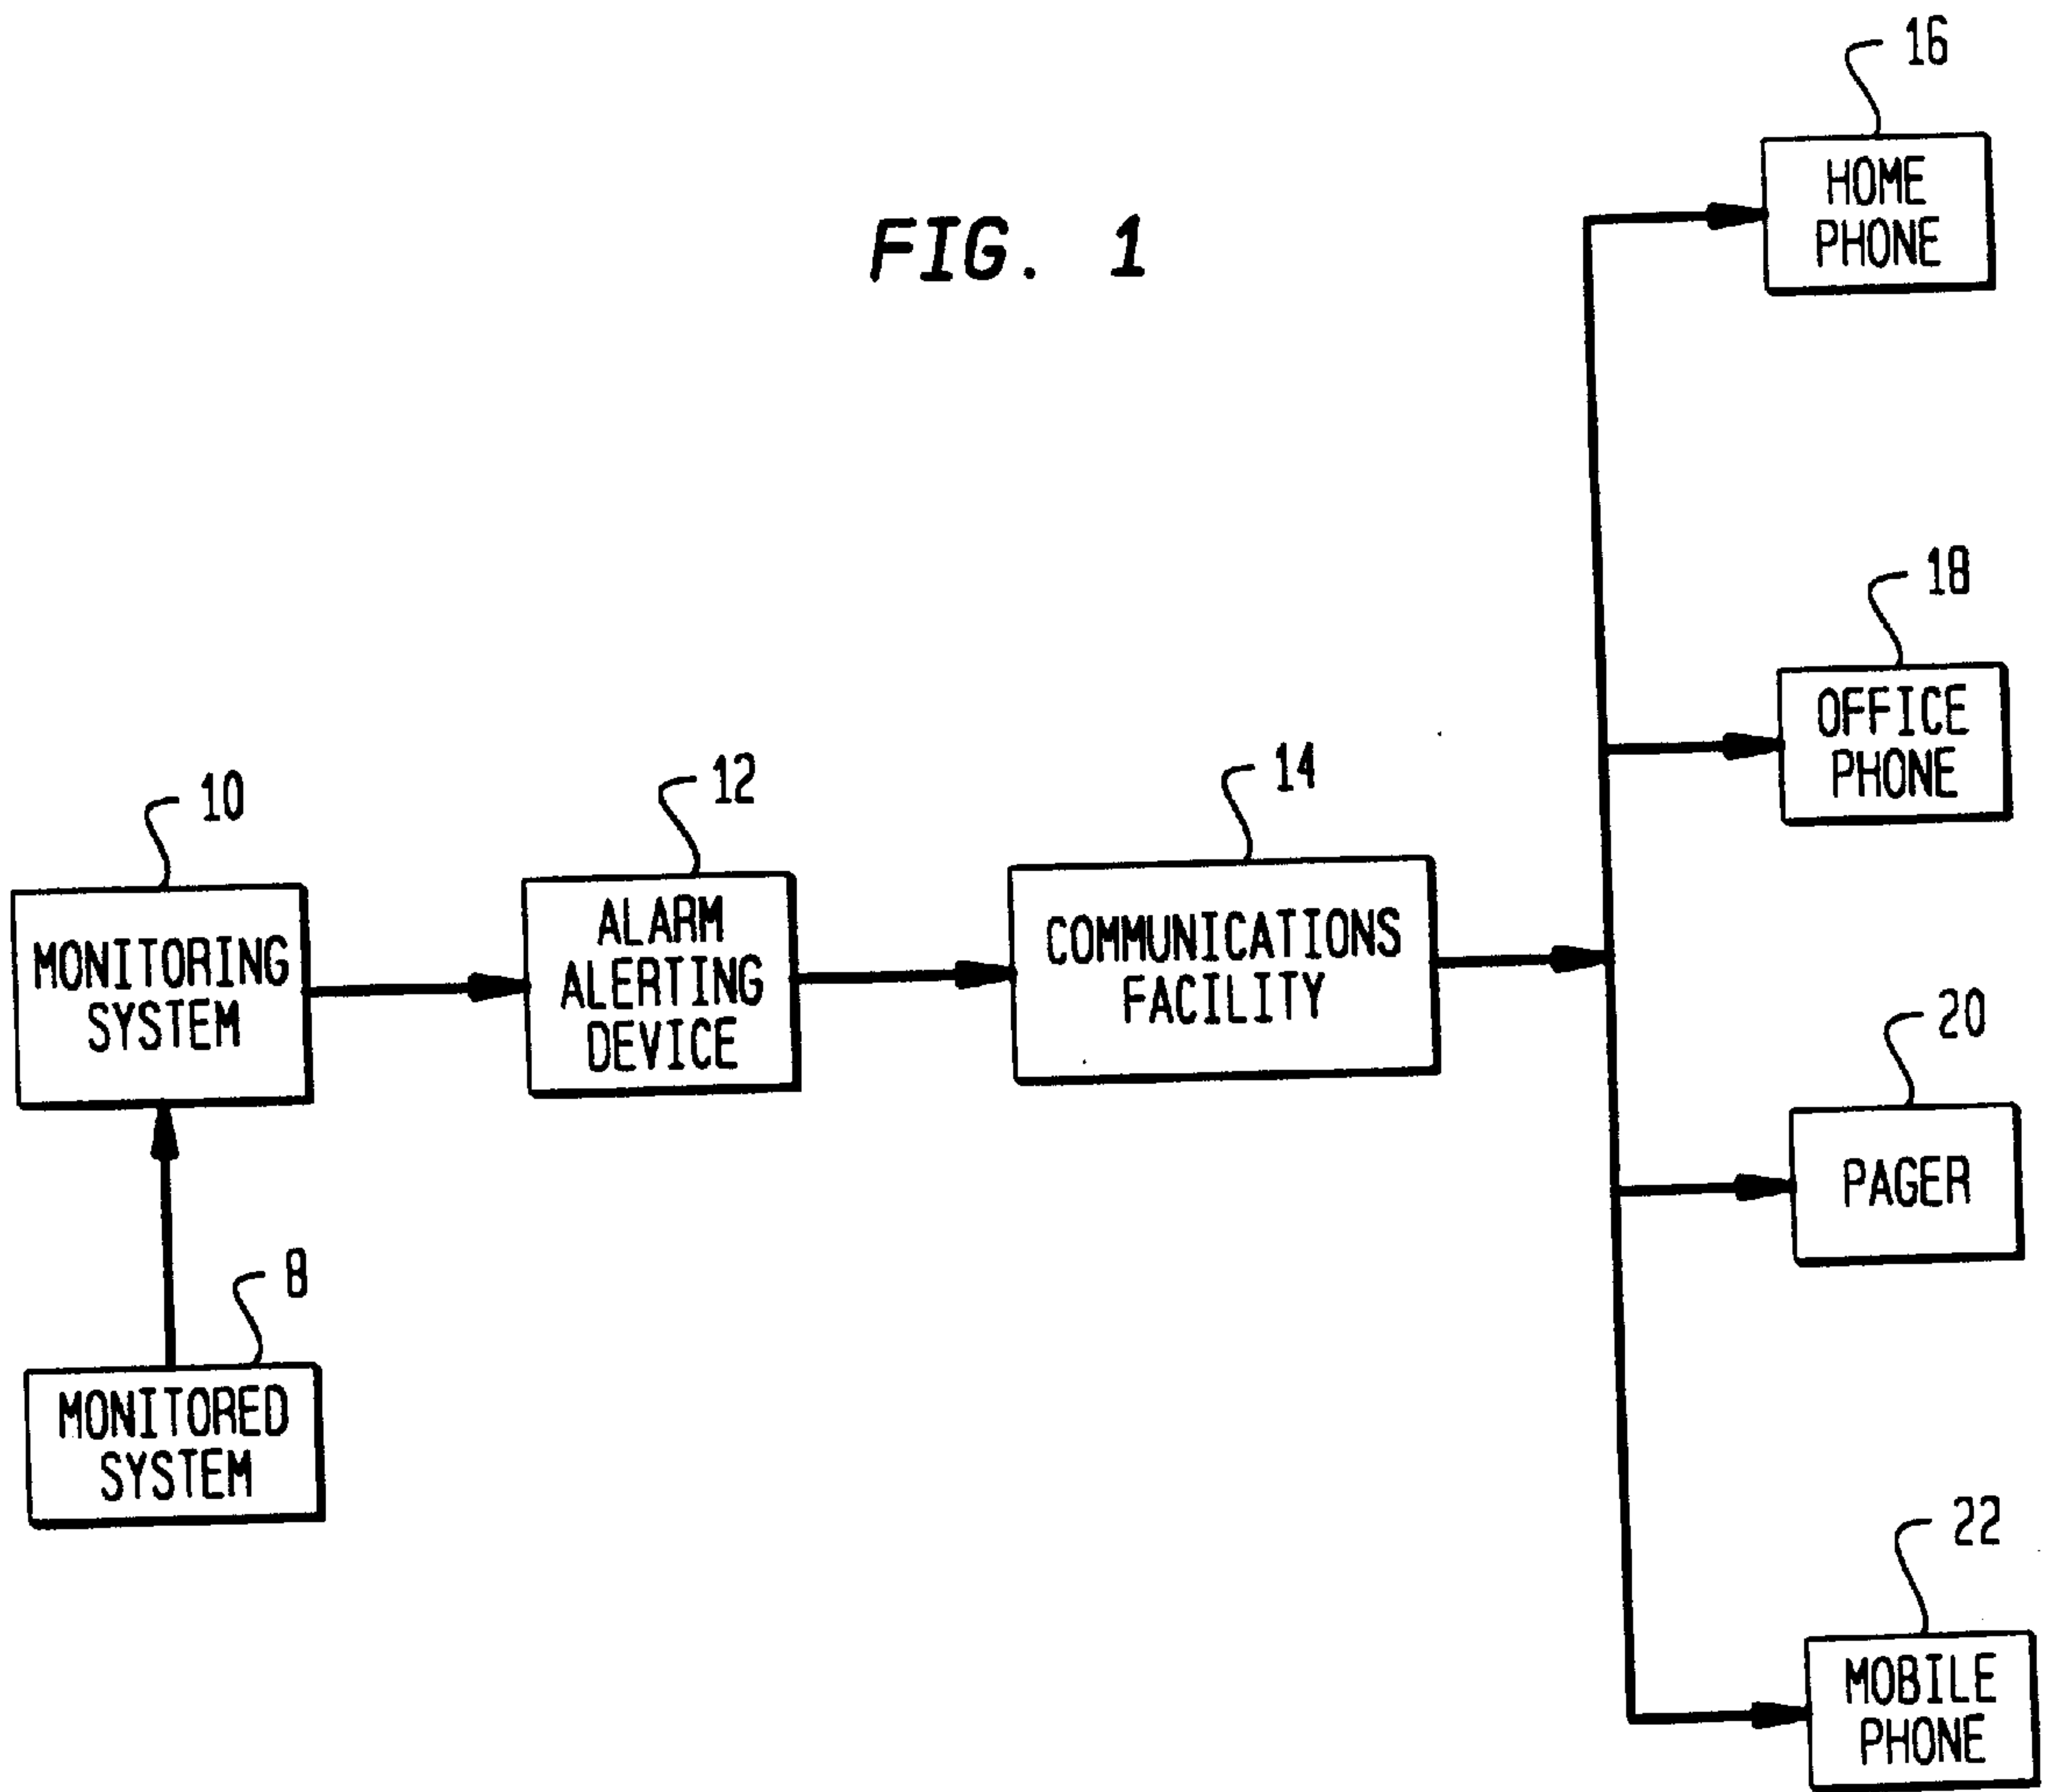 FIG. 1
16
HOME
PHONE
18
OFFICE
PHONE
10
MONITORING
SYSTEM
12
ALARM
ALERTING
DEVICE
14
COMMUNICATIONS
FACILITY
20
PAGER
8
MONITORED
SYSTEM
22
MOBILE
PHONE